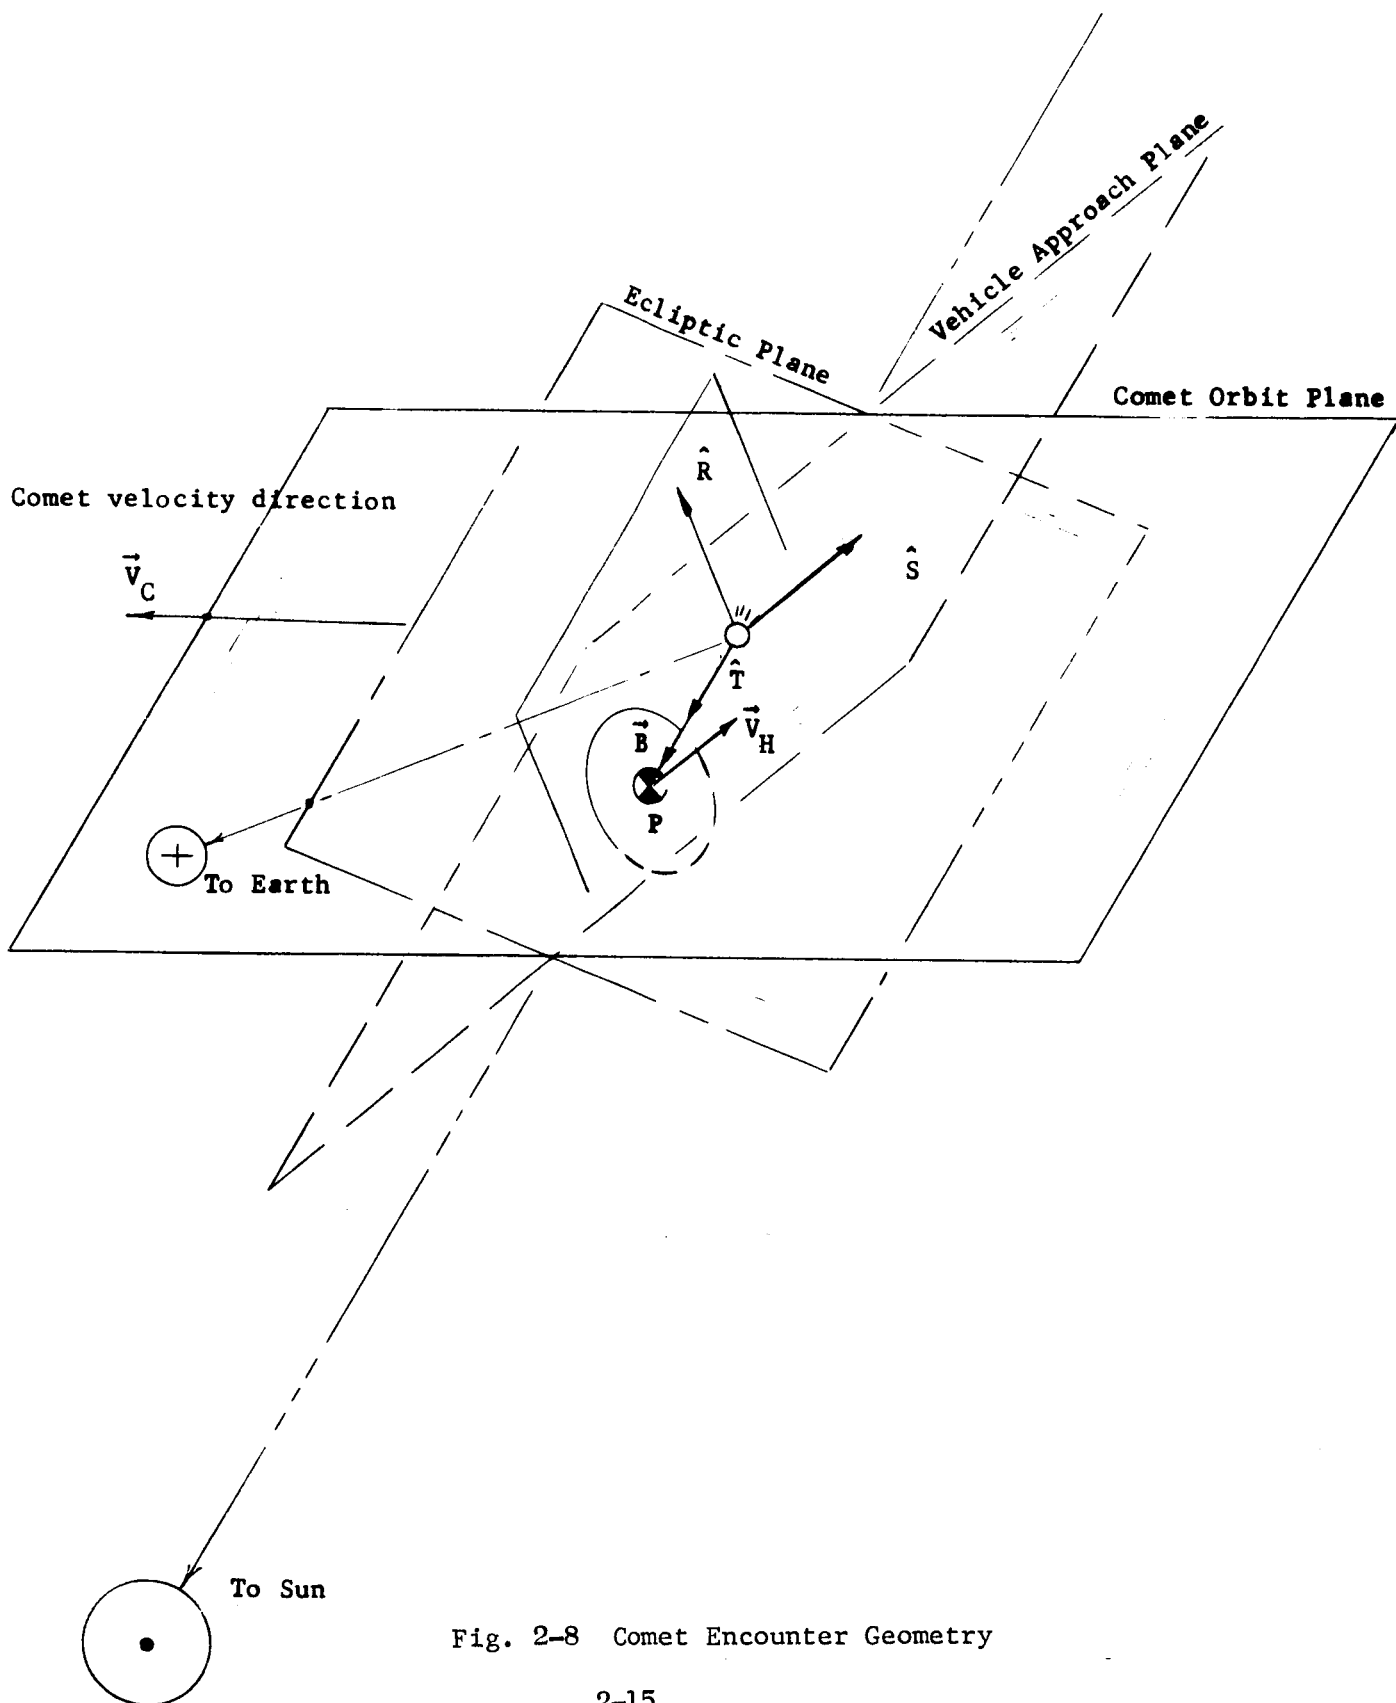 Vehicle Approach Plane
Ecliptic Plane
Comet Orbit Plane
R̂
Comet velocity direction
V⃗C
Ŝ
T̂
B⃗
V⃗H
P
To Earth
To Sun
Fig. 2-8 Comet Encounter Geometry
2-15